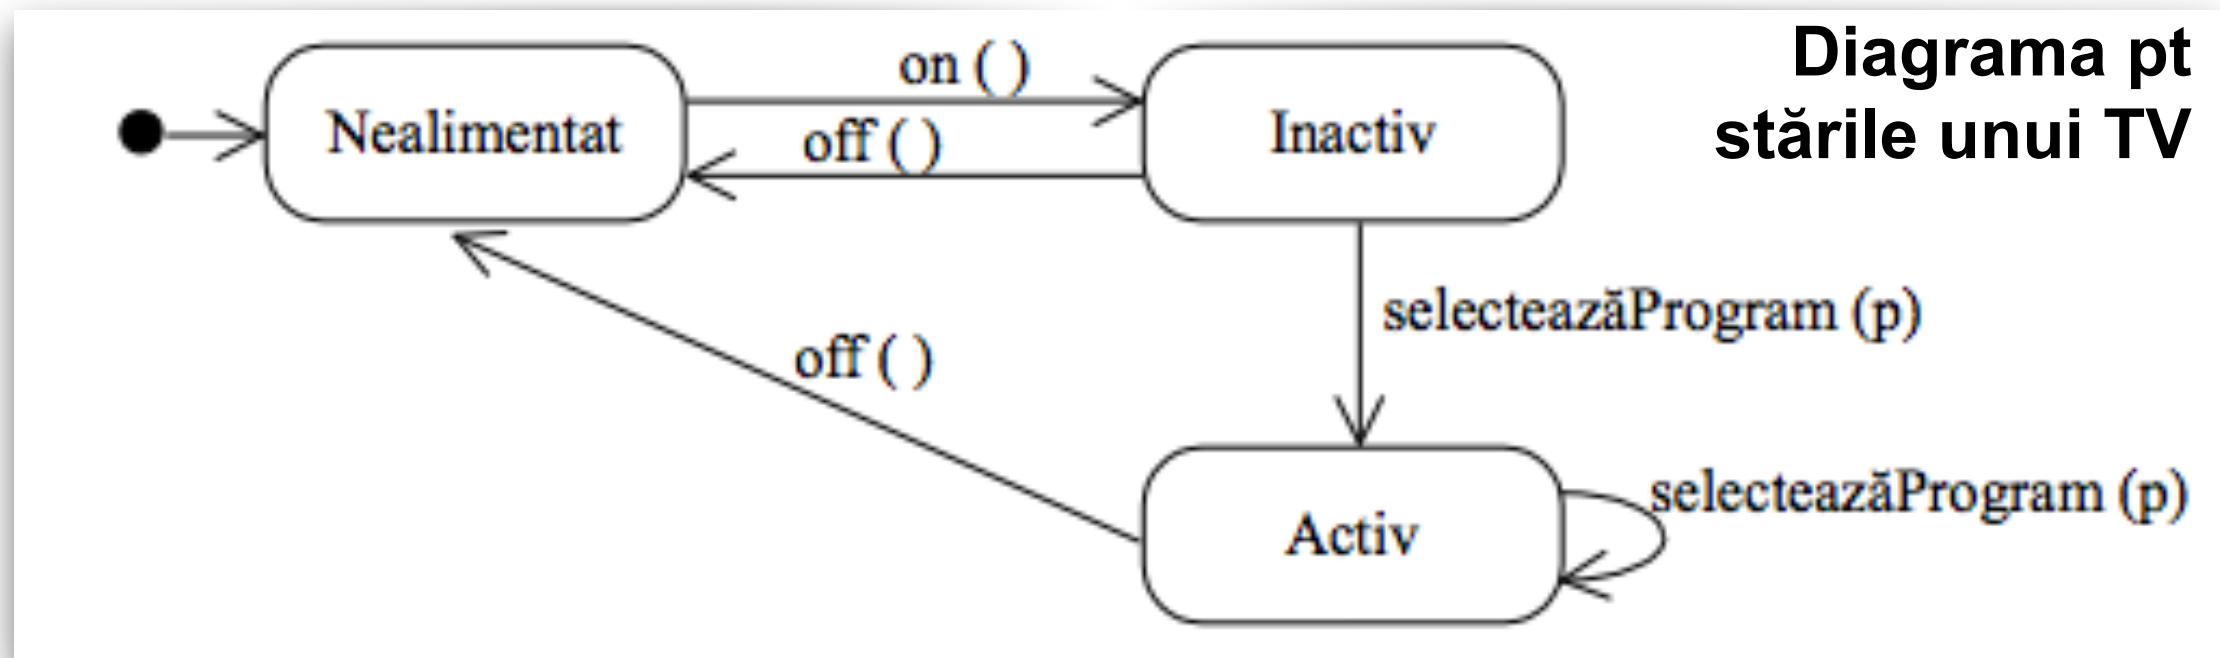 Diagrama pt
stările unui TV
on ( )
Nealimentat
off ( )
Inactiv
selecteazăProgram (p)
off ( )
selecteazăProgram (p)
Activ